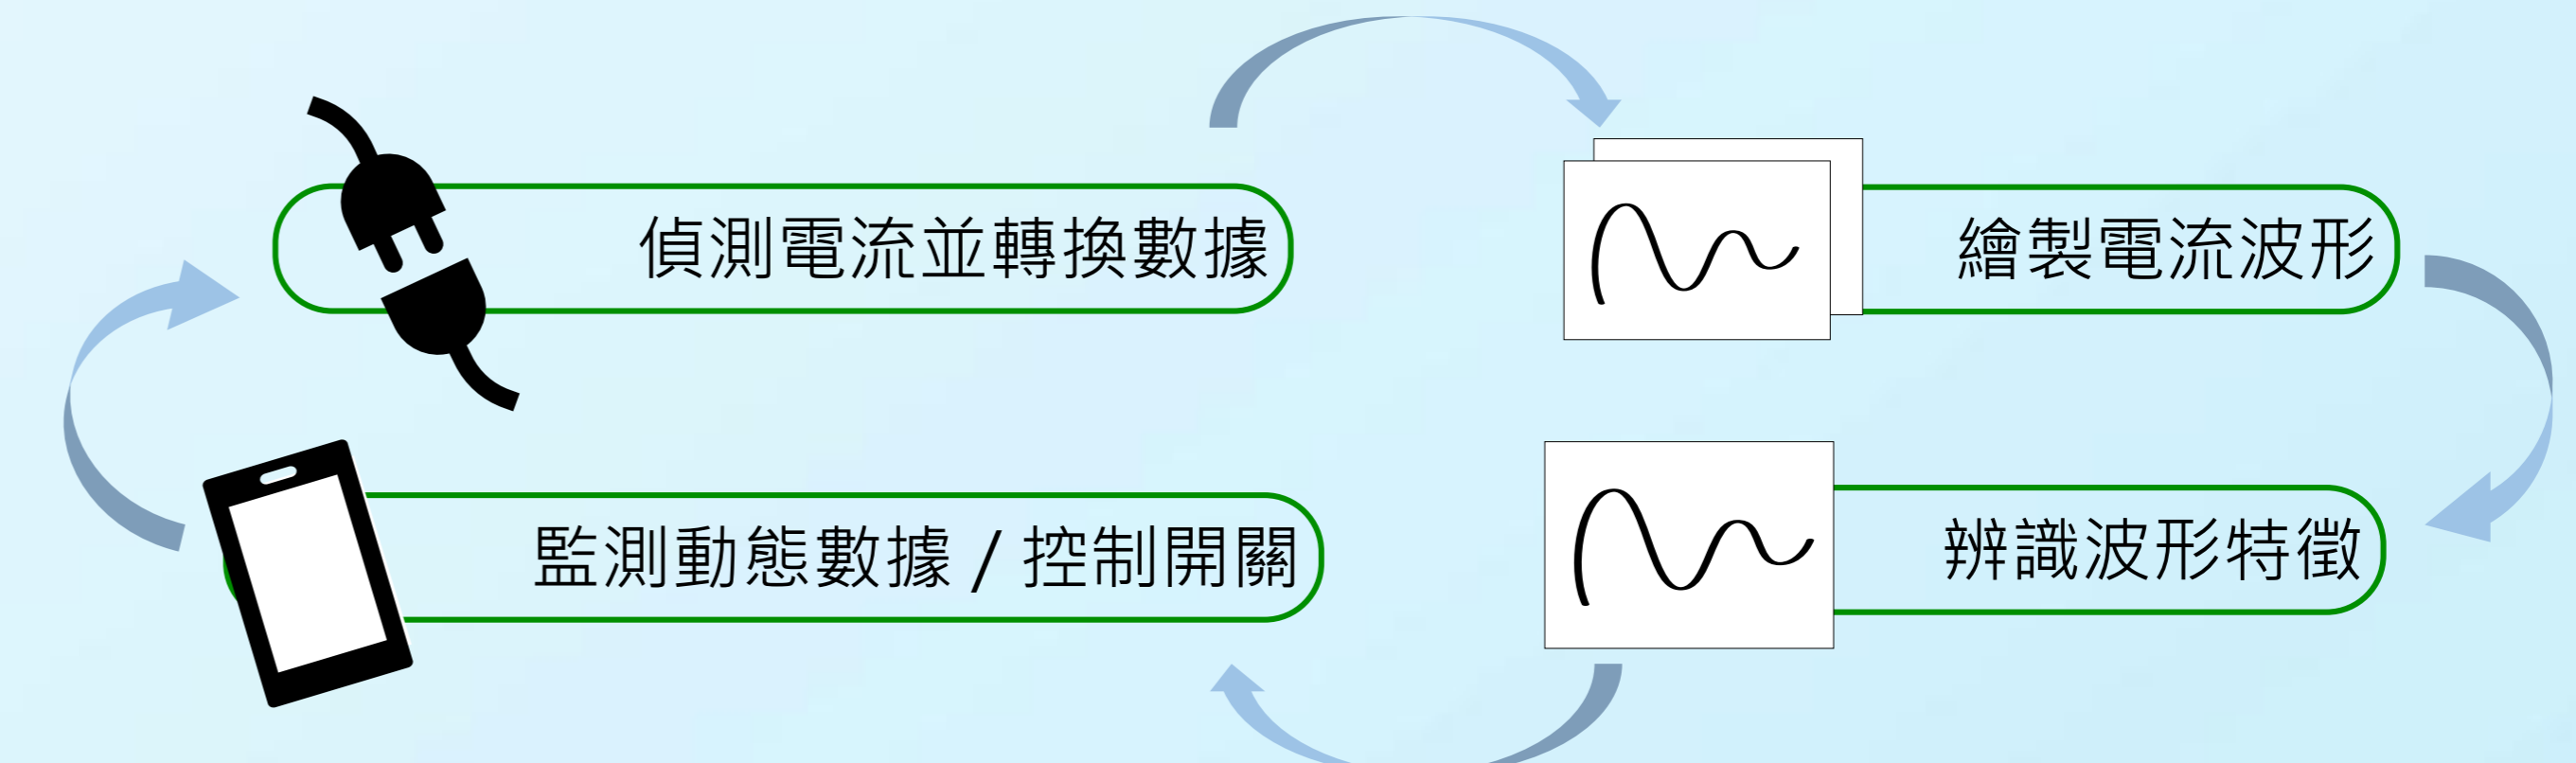 偵測電流並轉換數據
繪製電流波形
監測動態數據 / 控制開關
辨識波形特徵